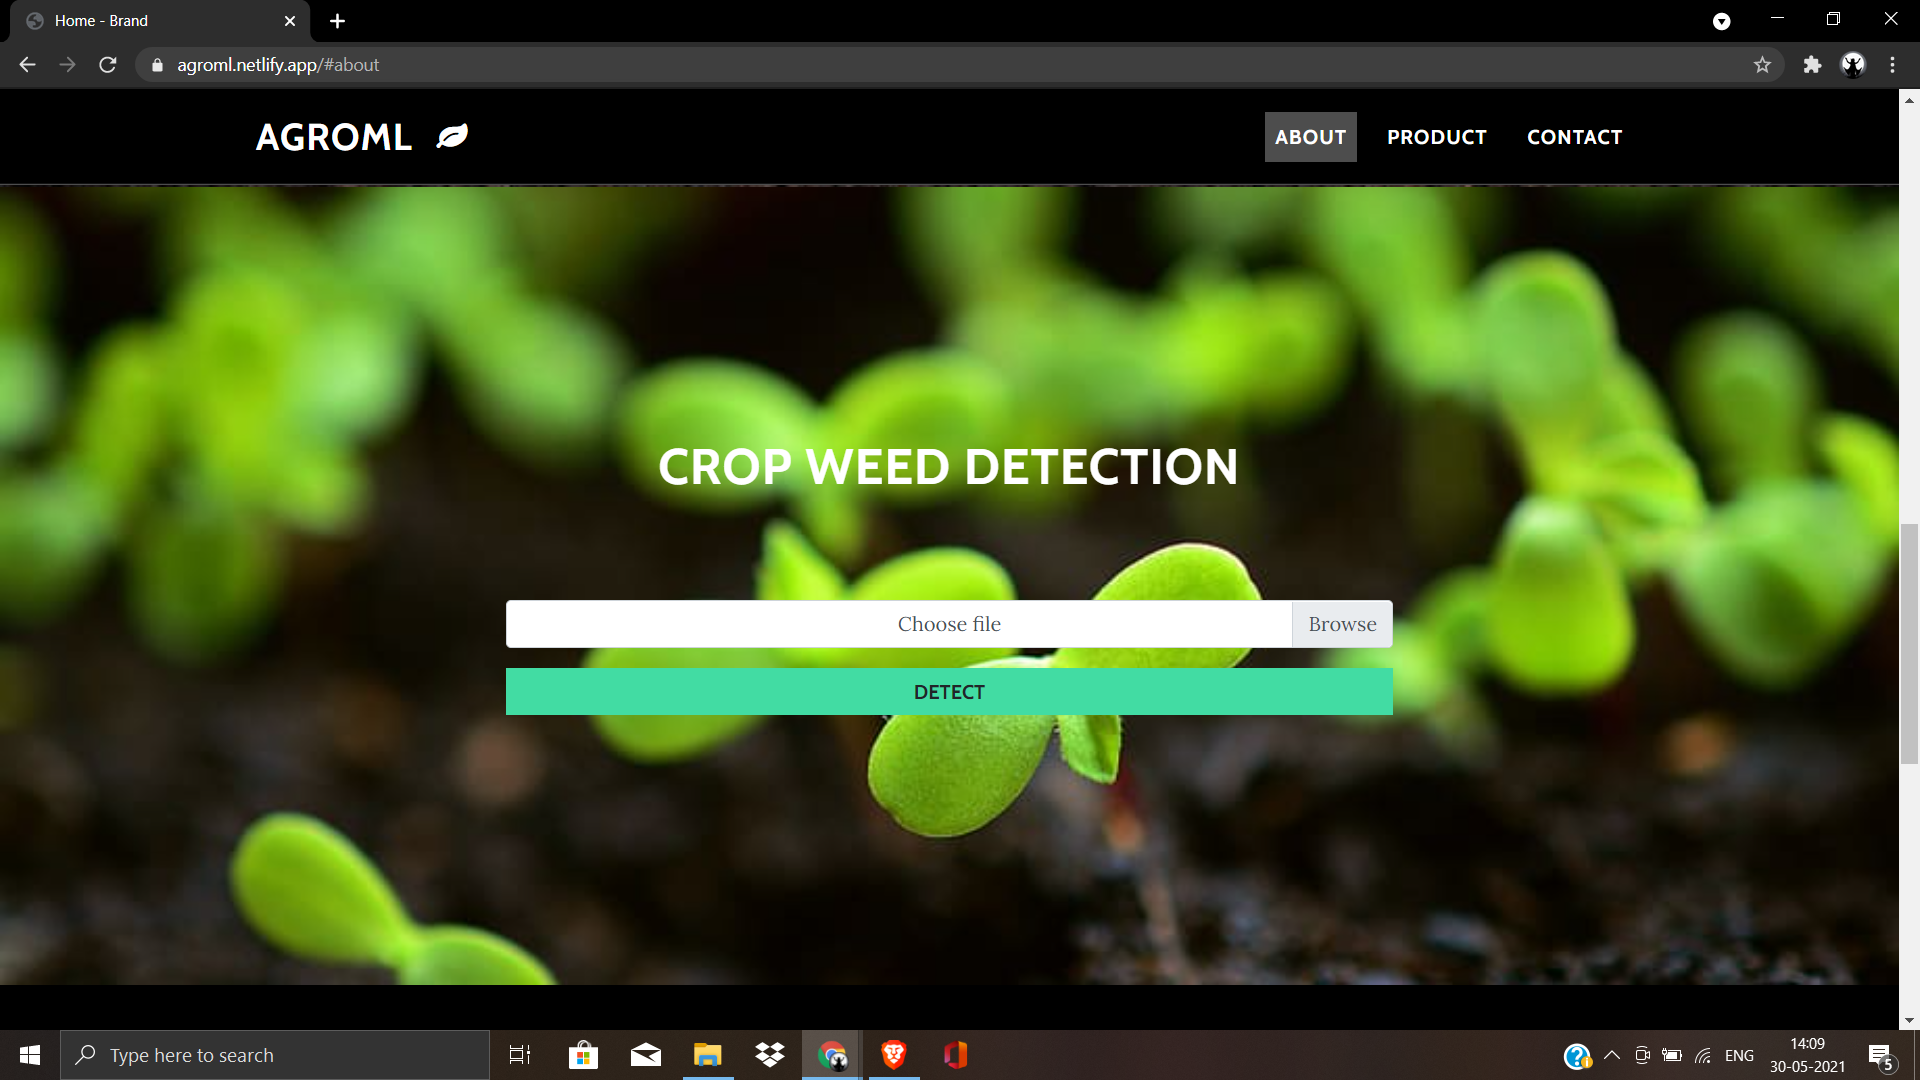 Home - Brand
agroml.netlify.app/#about
AGROML
ABOUT PRODUCT CONTACT
CROP WEED DETECTION
Choose file Browse
DETECT
Type here to search
ENG
14:09
30-05-2021
5